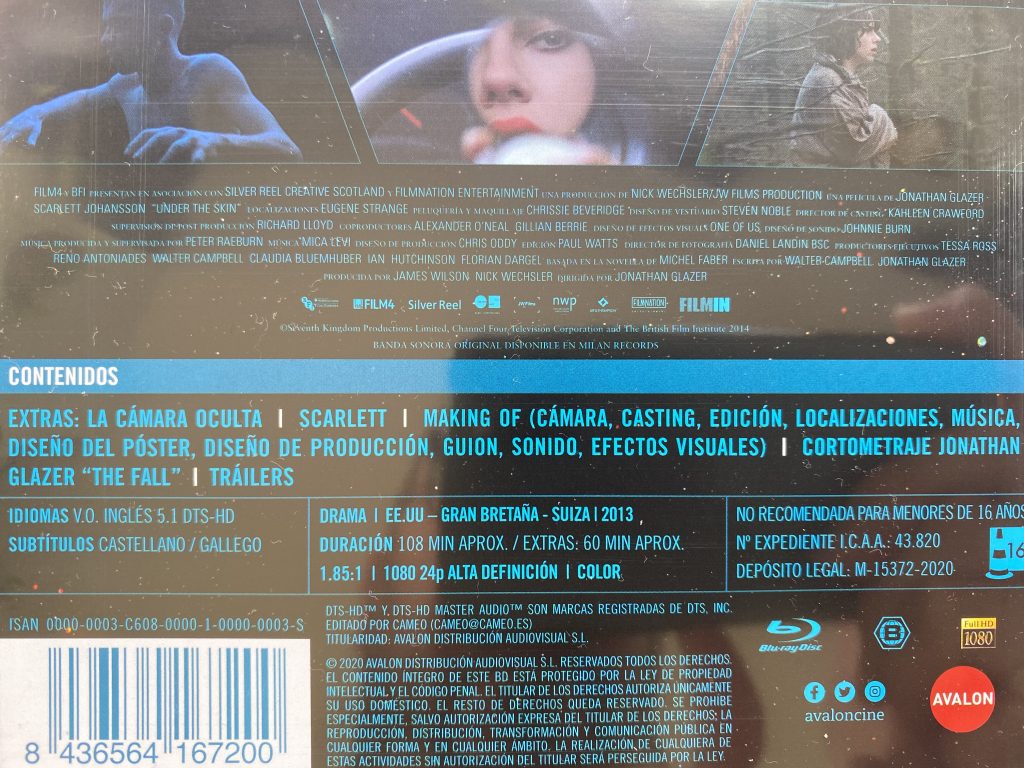 FILM4 Y BFI PRESENTAN EN ASOCIACIÓN CON SILVER REEL CREATIVE SCOTLAND Y FILMNATION ENTERTAINMENT UNA PRODUCCIÓN DE NICK WECHSLER/JW FILMS PRODUCTION UNA PELÍCULA DE JONATHAN GLAZER
SCARLETT JOHANSSON "UNDER THE SKIN" LOCALIZACIONES EUGENE STRANGE PELUQUERÍA Y MAQUILLAJE CHRISSIE BEVERIDGE DISEÑO DE VESTUARIO STEVEN NOBLE DIRECTOR DE CASTING KAHLEEN CRAWFORD
SUPERVISIÓN DE POST PRODUCCIÓN RICHARD LLOYD COPRODUCTORES ALEXANDER O'NEAL GILLIAN BERRIE DISEÑO DE EFECTOS VISUALES ONE OF US DISEÑO DE SONIDO JOHNNIE BURN
MÚSICA PRODUCIDA Y SUPERVISADA POR PETER RAEBURN MÚSICA MICA LEVI DISEÑO DE PRODUCCIÓN CHRIS ODDY EDICIÓN PAUL WATTS DIRECTOR DE FOTOGRAFÍA DANIEL LANDIN BSC PRODUCTORES EJECUTIVOS TESSA ROSS
RENO ANTONIADES WALTER CAMPBELL CLAUDIA BLUEMHUBER IAN HUTCHINSON FLORIAN DARGEL BASADA EN LA NOVELA DE MICHEL FABER ESCRITA POR WALTER CAMPBELL JONATHAN GLAZER
PRODUCIDA POR JAMES WILSON NICK WECHSLER DIRIGIDA POR JONATHAN GLAZER
FILM4 Silver Reel JWFilms nwp FILMNATION FILMIN
©Seventh Kingdom Productions Limited, Channel Four Television Corporation and The British Film Institute 2014
BANDA SONORA ORIGINAL DISPONIBLE EN MILAN RECORDS
CONTENIDOS
EXTRAS: LA CÁMARA OCULTA | SCARLETT | MAKING OF (CÁMARA, CASTING, EDICIÓN, LOCALIZACIONES, MÚSICA,
DISEÑO DEL PÓSTER, DISEÑO DE PRODUCCIÓN, GUION, SONIDO, EFECTOS VISUALES) | CORTOMETRAJE JONATHAN
GLAZER "THE FALL" | TRÁILERS
IDIOMAS V.O. INGLÉS 5.1 DTS-HD
SUBTÍTULOS CASTELLANO / GALLEGO
DRAMA | EE.UU – GRAN BRETAÑA - SUIZA | 2013
DURACIÓN 108 MIN APROX. / EXTRAS: 60 MIN APROX.
1.85:1 | 1080 24p ALTA DEFINICIÓN | COLOR
NO RECOMENDADA PARA MENORES DE 16 AÑOS
Nº EXPEDIENTE I.C.A.A.: 43.820
DEPÓSITO LEGAL: M-15372-2020
16
ISAN 0000-0003-C608-0000-1-0000-0003-S
DTS-HD™ Y DTS-HD MASTER AUDIO™ SON MARCAS REGISTRADAS DE DTS, INC.
EDITADO POR CAMEO (CAMEO@CAMEO.ES)
TITULARIDAD: AVALON DISTRIBUCIÓN AUDIOVISUAL S.L.
© 2020 AVALON DISTRIBUCIÓN AUDIOVISUAL S.L. RESERVADOS TODOS LOS DERECHOS.
EL CONTENIDO ÍNTEGRO DE ESTE BD ESTÁ PROTEGIDO POR LA LEY DE PROPIEDAD
INTELECTUAL Y EL CÓDIGO PENAL. EL TITULAR DE LOS DERECHOS AUTORIZA ÚNICAMENTE
SU USO DOMÉSTICO. EL RESTO DE DERECHOS QUEDA RESERVADO. SE PROHÍBE
ESPECIALMENTE, SALVO AUTORIZACIÓN EXPRESA DEL TITULAR DE LOS DERECHOS; LA
REPRODUCCIÓN, DISTRIBUCIÓN, TRANSFORMACIÓN Y COMUNICACIÓN PÚBLICA EN
CUALQUIER FORMA Y EN CUALQUIER ÁMBITO. LA REALIZACIÓN DE CUALQUIERA DE
ESTAS ACTIVIDADES SIN AUTORIZACIÓN DEL TITULAR SERÁ PERSEGUIDA POR LA LEY.
Blu-ray Disc
B
Full HD
1080
avaloncine
AVALON
8 436564 167200